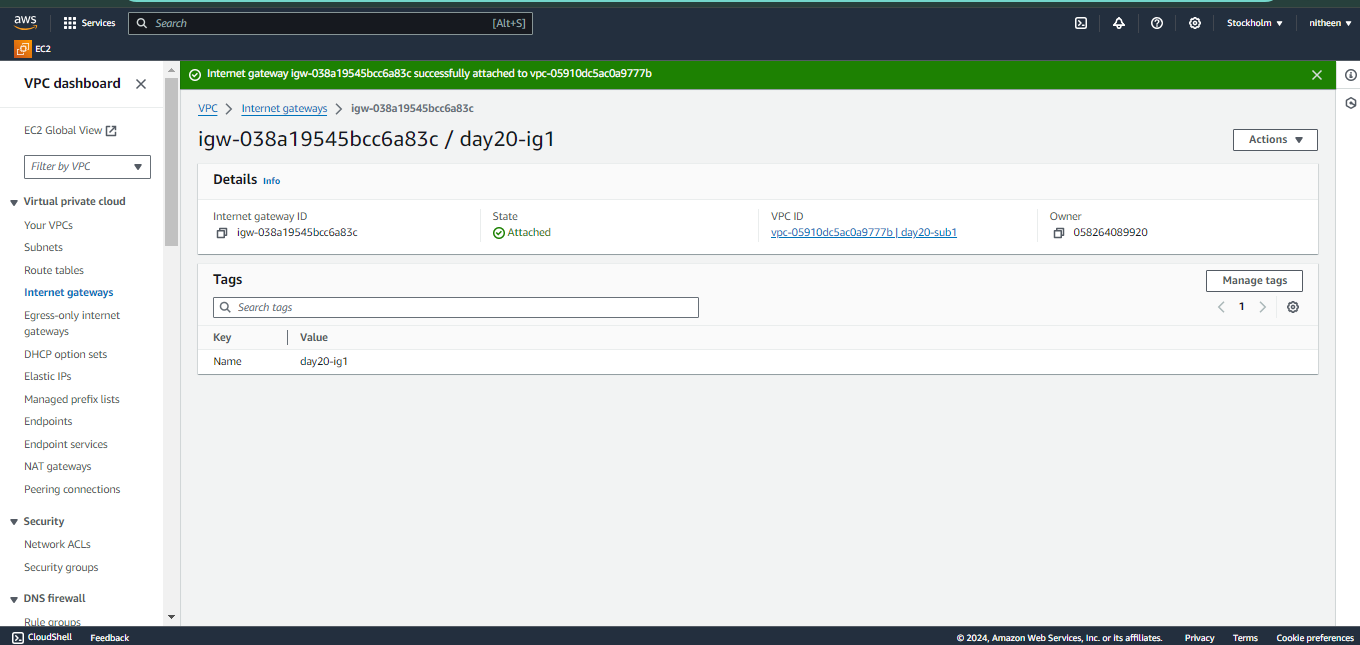 aws Services Search [Alt+S] Stockholm nitheen
EC2
VPC dashboard
EC2 Global View
Filter by VPC
Virtual private cloud
Your VPCs
Subnets
Route tables
Internet gateways
Egress-only internet
gateways
DHCP option sets
Elastic IPs
Managed prefix lists
Endpoints
Endpoint services
NAT gateways
Peering connections
Security
Network ACLs
Security groups
DNS firewall
Rule groups
Internet gateway igw-038a19545bcc6a83c successfully attached to vpc-05910dc5ac0a9777b
VPC > Internet gateways > igw-038a19545bcc6a83c
igw-038a19545bcc6a83c / day20-ig1
Actions
Details Info
Internet gateway ID
igw-038a19545bcc6a83c
State
Attached
VPC ID
vpc-05910dc5ac0a9777b | day20-sub1
Owner
058264089920
Tags
Manage tags
Search tags
1
Key Value
Name day20-ig1
CloudShell Feedback © 2024, Amazon Web Services, Inc. or its affiliates. Privacy Terms Cookie preferences